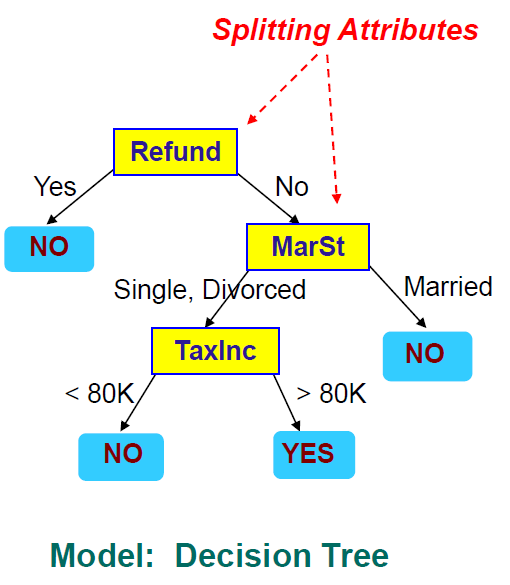 Splitting Attributes
Refund
Yes
No
NO
MarSt
Single, Divorced
Married
TaxInc
NO
< 80K
> 80K
NO
YES
Model: Decision Tree